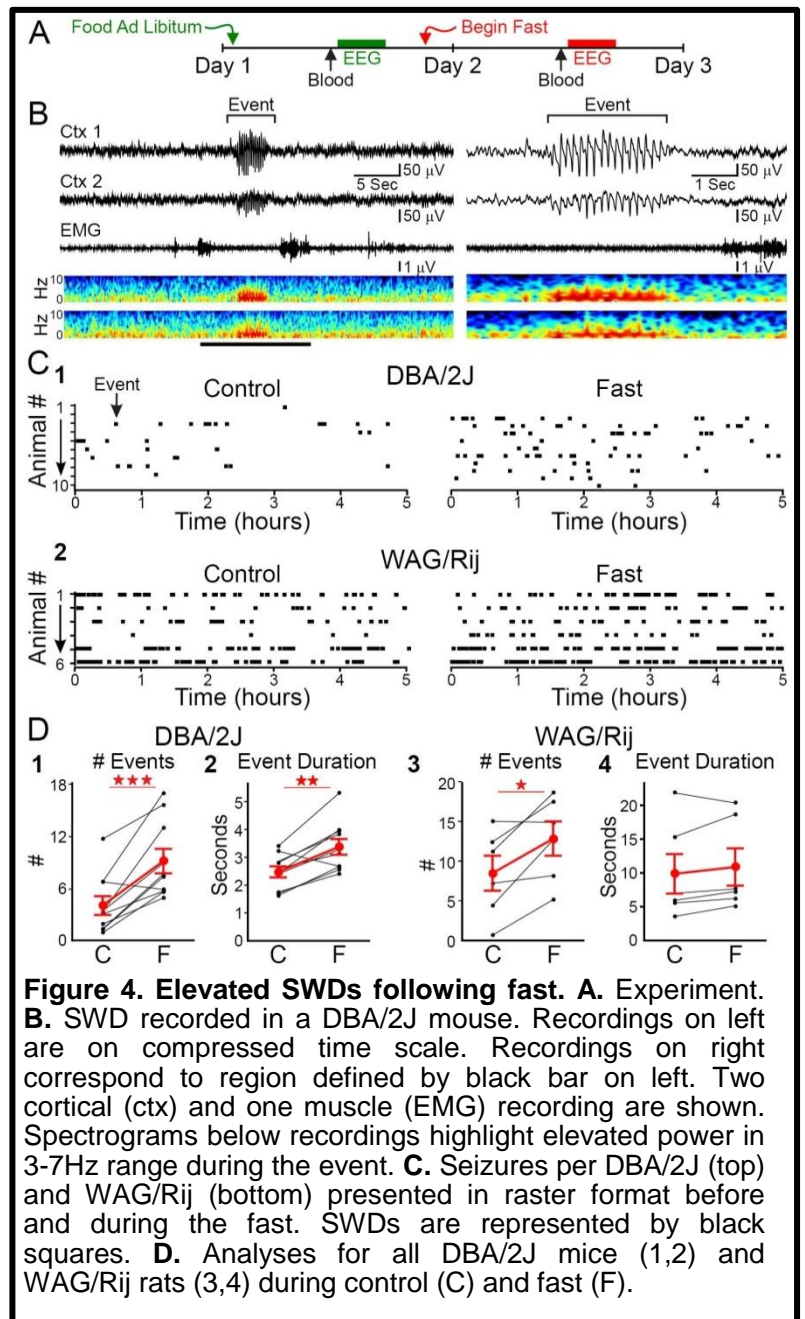 A
Food Ad Libitum
Begin Fast
EEG
EEG
Day 1
Day 2
Day 3
Blood
Blood
B
Event
Event
Ctx 1
50 µV
50 µV
5 Sec
1 Sec
Ctx 2
50 µV
50 µV
EMG
1 µV
1 µV
Hz
10
0
10
0
10
0
10
0
C
1
DBA/2J
Event
Control
Fast
Animal #
1
10
0 1 2 3 4 5
0 1 2 3 4 5
Time (hours)
Time (hours)
2
WAG/Rij
Control
Fast
Animal #
1
6
0 1 2 3 4 5
0 1 2 3 4 5
Time (hours)
Time (hours)
D
DBA/2J
WAG/Rij
1
# Events
2
Event Duration
3
# Events
4
Event Duration
#
18
12
6
0
C F
Seconds
5
4
3
2
1
0
C F
#
20
15
10
5
0
C F
Seconds
20
15
10
5
0
C F
Figure 4. Elevated SWDs following fast. A. Experiment.
B. SWD recorded in a DBA/2J mouse. Recordings on left
are on compressed time scale. Recordings on right
correspond to region defined by black bar on left. Two
cortical (ctx) and one muscle (EMG) recording are shown.
Spectrograms below recordings highlight elevated power in
3-7Hz range during the event. C. Seizures per DBA/2J (top)
and WAG/Rij (bottom) presented in raster format before
and during the fast. SWDs are represented by black
squares. D. Analyses for all DBA/2J mice (1,2) and
WAG/Rij rats (3,4) during control (C) and fast (F).